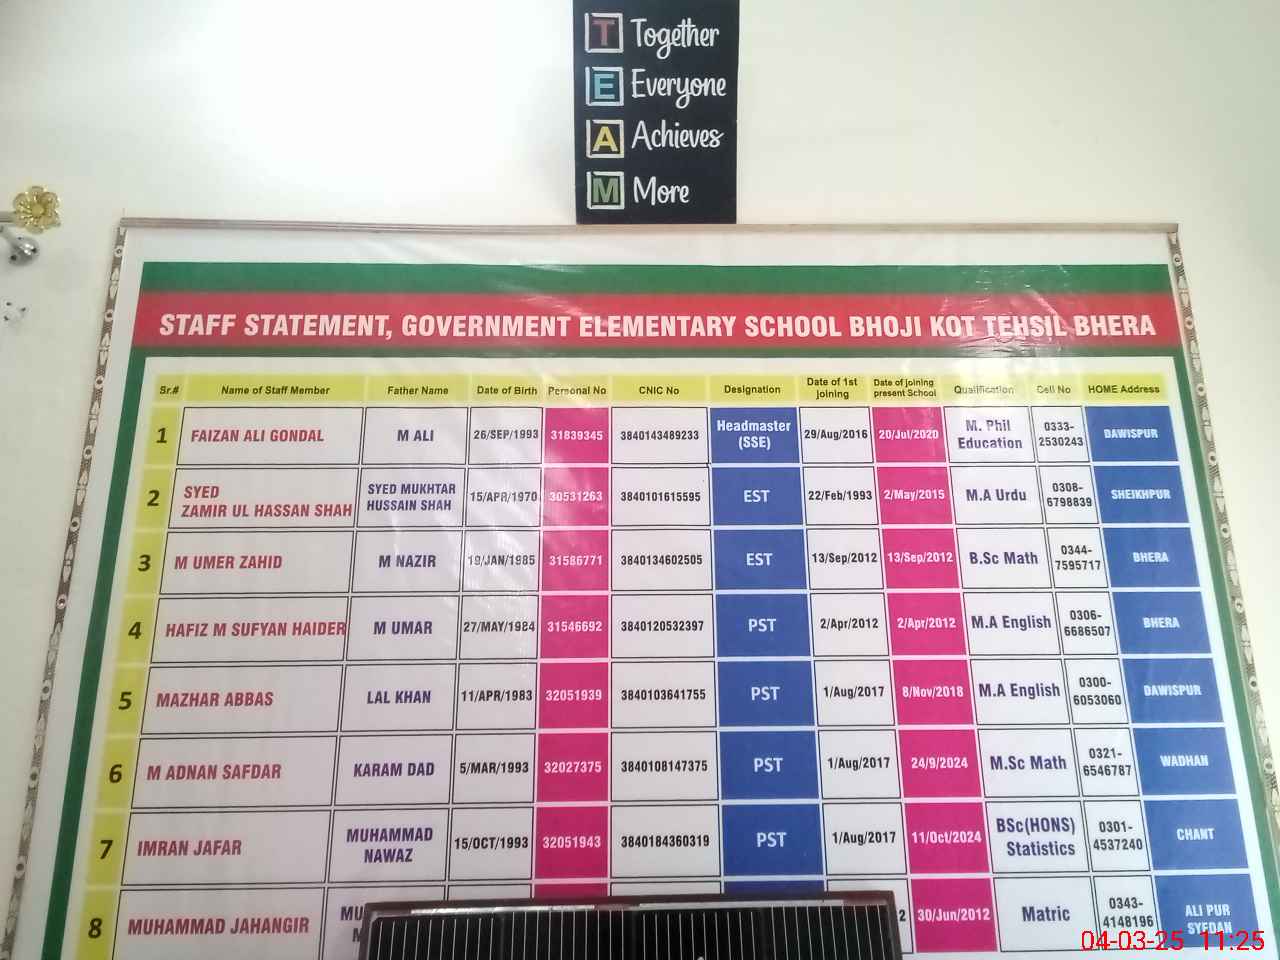 T Together
E Everyone
A Achieves
M More
STAFF STATEMENT, GOVERNMENT ELEMENTARY SCHOOL BHOJI KOT TEHSIL BHERA
Sr.# Name of Staff Member Father Name Date of Birth Personal No CNIC No Designation Date of 1st joining Date of joining present School Qualification Cell No HOME Address
1 FAIZAN ALI GONDAL M ALI 26/SEP/1993 31839345 3840143489233 Headmaster (SSE) 29/Aug/2016 20/Jul/2020 M. Phil Education 0333-2530243 DAWISPUR
2 SYED ZAMIR UL HASSAN SHAH SYED MUKHTAR HUSSAIN SHAH 15/APR/1970 30531263 3840101615595 EST 22/Feb/1993 2/May/2015 M.A Urdu 0308-6798839 SHEIKHPUR
3 M UMER ZAHID M NAZIR 19/JAN/1985 31586771 3840134602505 EST 13/Sep/2012 13/Sep/2012 B.Sc Math 0344-7595717 BHERA
4 HAFIZ M SUFYAN HAIDER M UMAR 27/MAY/1984 31546692 3840120532397 PST 2/Apr/2012 2/Apr/2012 M.A English 0306-6686507 BHERA
5 MAZHAR ABBAS LAL KHAN 11/APR/1983 32051939 3840103641755 PST 1/Aug/2017 8/Nov/2018 M.A English 0300-6053060 DAWISPUR
6 M ADNAN SAFDAR KARAM DAD 5/MAR/1993 32027375 3840108147375 PST 1/Aug/2017 24/9/2024 M.Sc Math 0321-6546787 WADHAN
7 IMRAN JAFAR MUHAMMAD NAWAZ 15/OCT/1993 32051943 3840184360319 PST 1/Aug/2017 11/Oct/2024 BSc(HONS) Statistics 0301-4537240 CHANT
8 MUHAMMAD JAHANGIR 30/Jun/2012 Matric 0343-4148196 ALI PUR SYEDAN
04-03-25 11:25